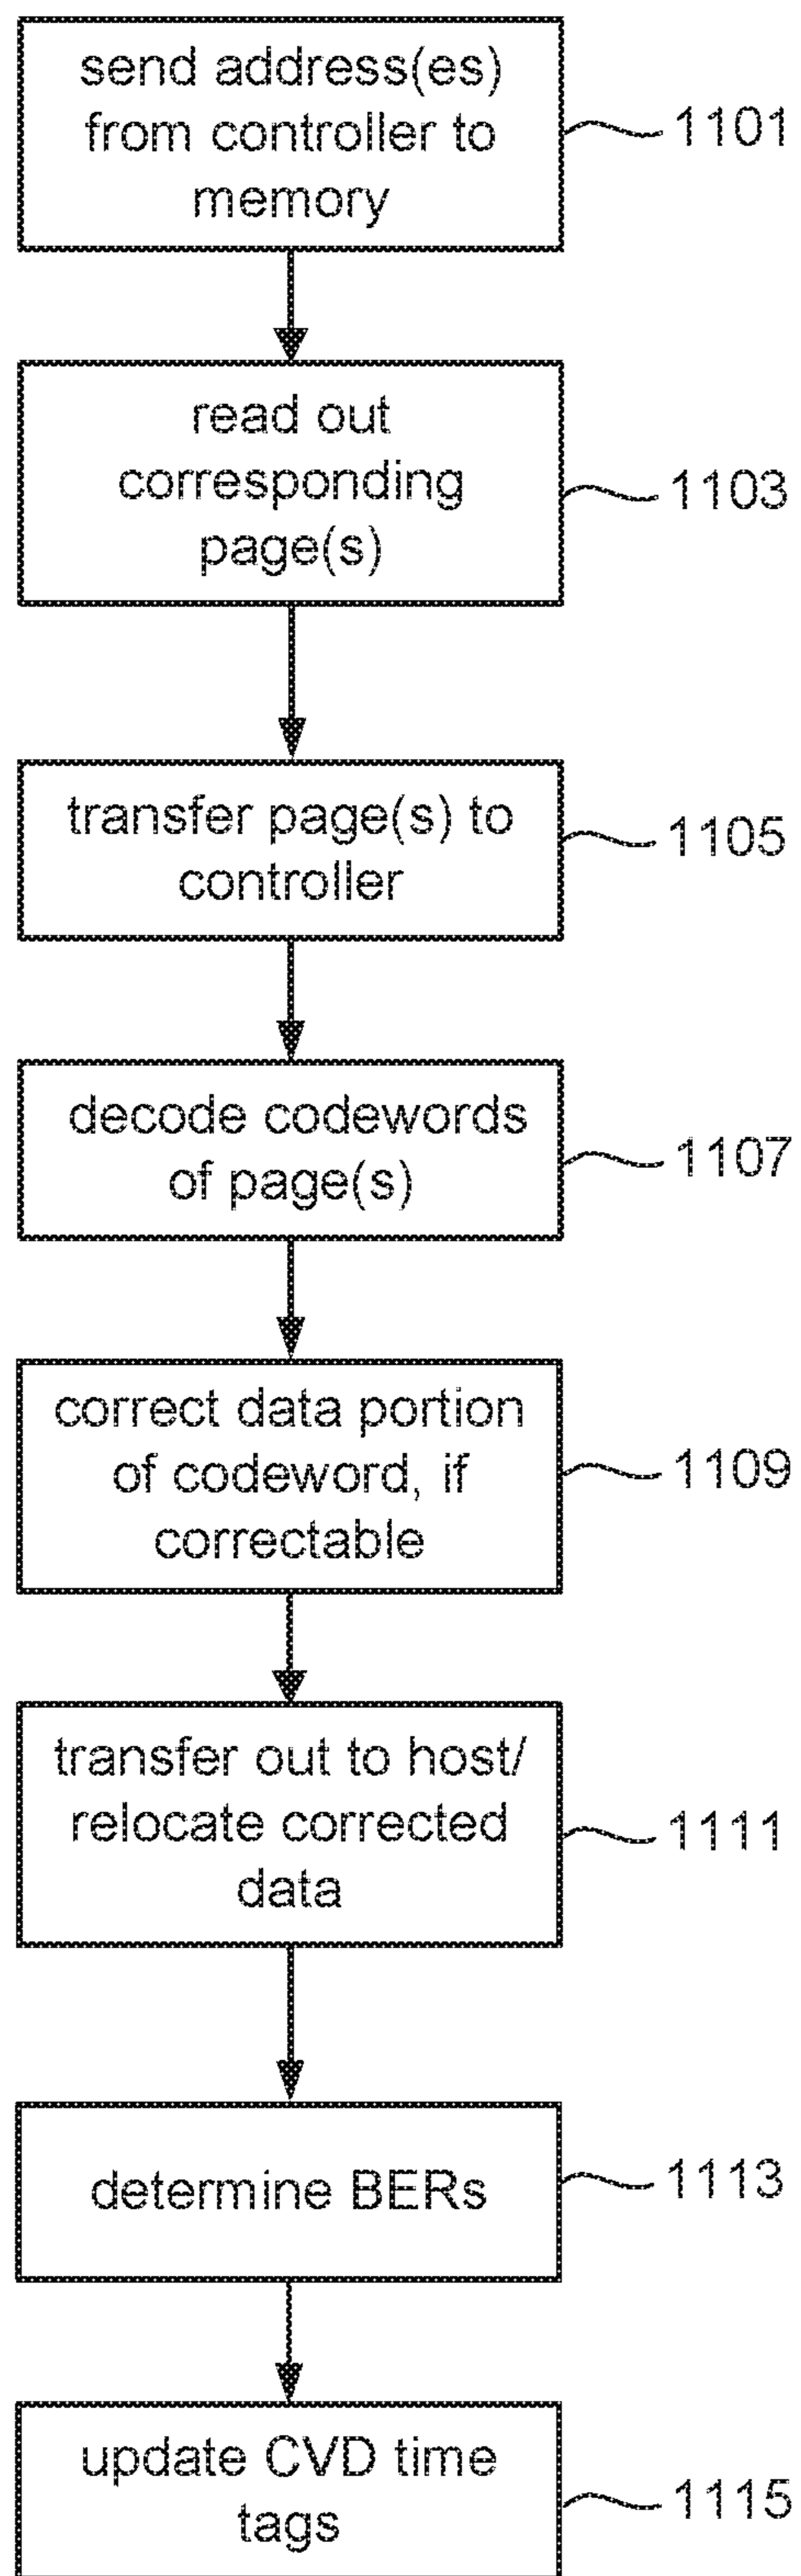 send address(es)
from controller to
memory
1101
read out
corresponding
page(s)
1103
transfer page(s) to
controller
1105
decode codewords
of page(s)
1107
correct data portion
of codeword, if
correctable
1109
transfer out to host/
relocate corrected
data
1111
determine BERs
1113
update CVD time
tags
1115